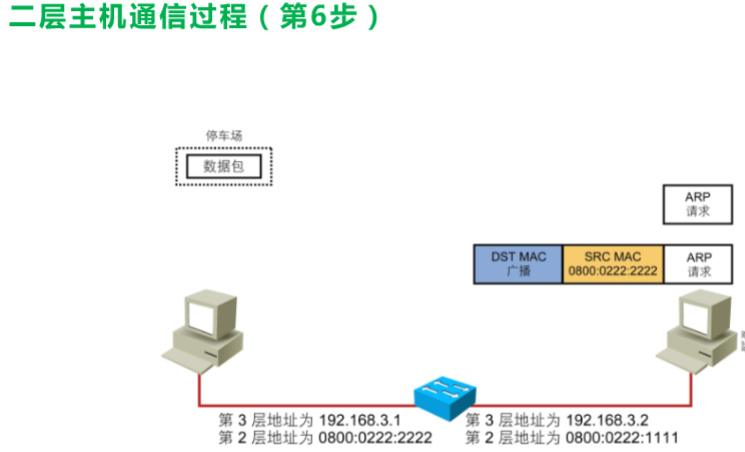 二层主机通信过程（第6步）
停车场
数据包
ARP
请求
DST MAC
广播
SRC MAC
0800:0222:2222
ARP
请求
第 3 层地址为 192.168.3.1
第 2 层地址为 0800:0222:2222
第 3 层地址为 192.168.3.2
第 2 层地址为 0800:0222:1111